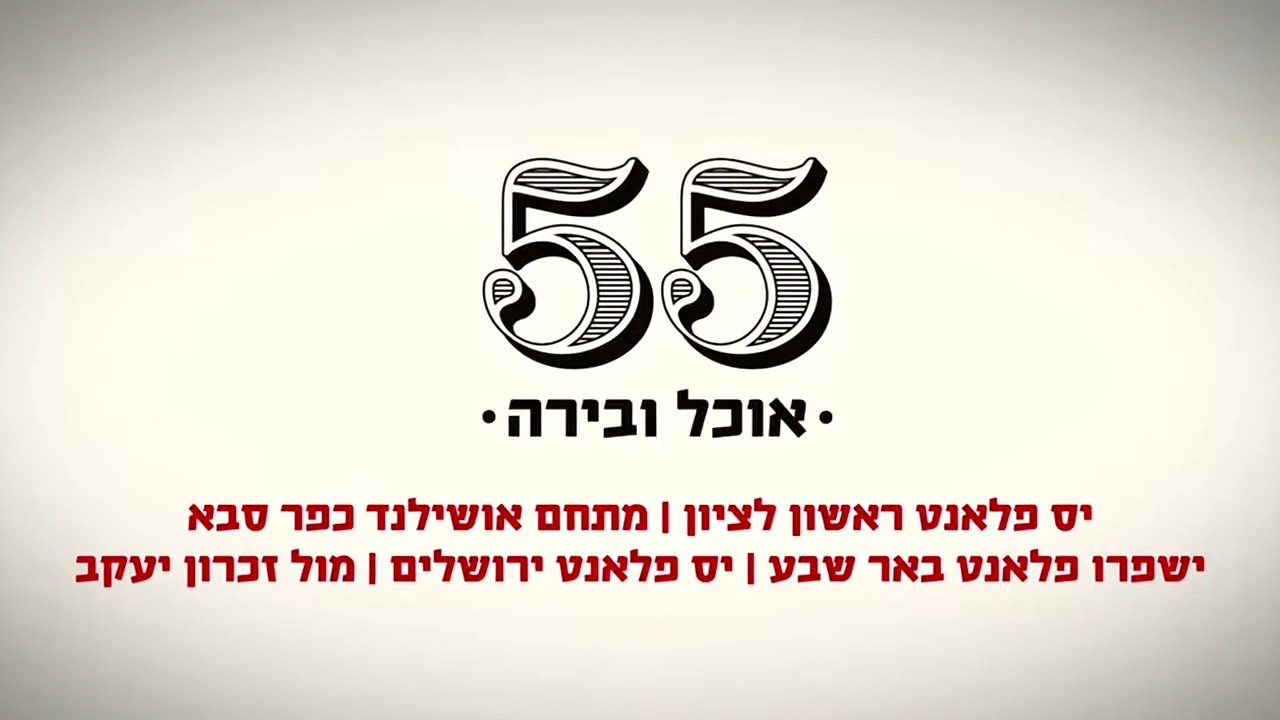 55
• אוכל ובירה •
יס פלאנט ראשון לציון | מתחם אושילנד כפר סבא
ישפרו פלאנט באר שבע | יס פלאנט ירושלים | מול זכרון יעקב